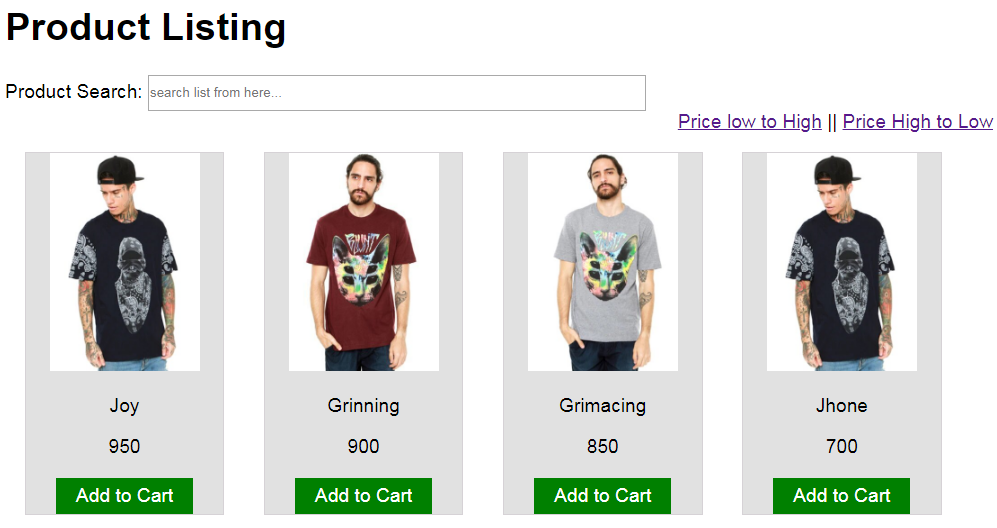 Product Listing
Product Search: search list from here...
Price low to High || Price High to Low
Joy
950
Add to Cart
Grinning
900
Add to Cart
Grimacing
850
Add to Cart
Jhone
700
Add to Cart